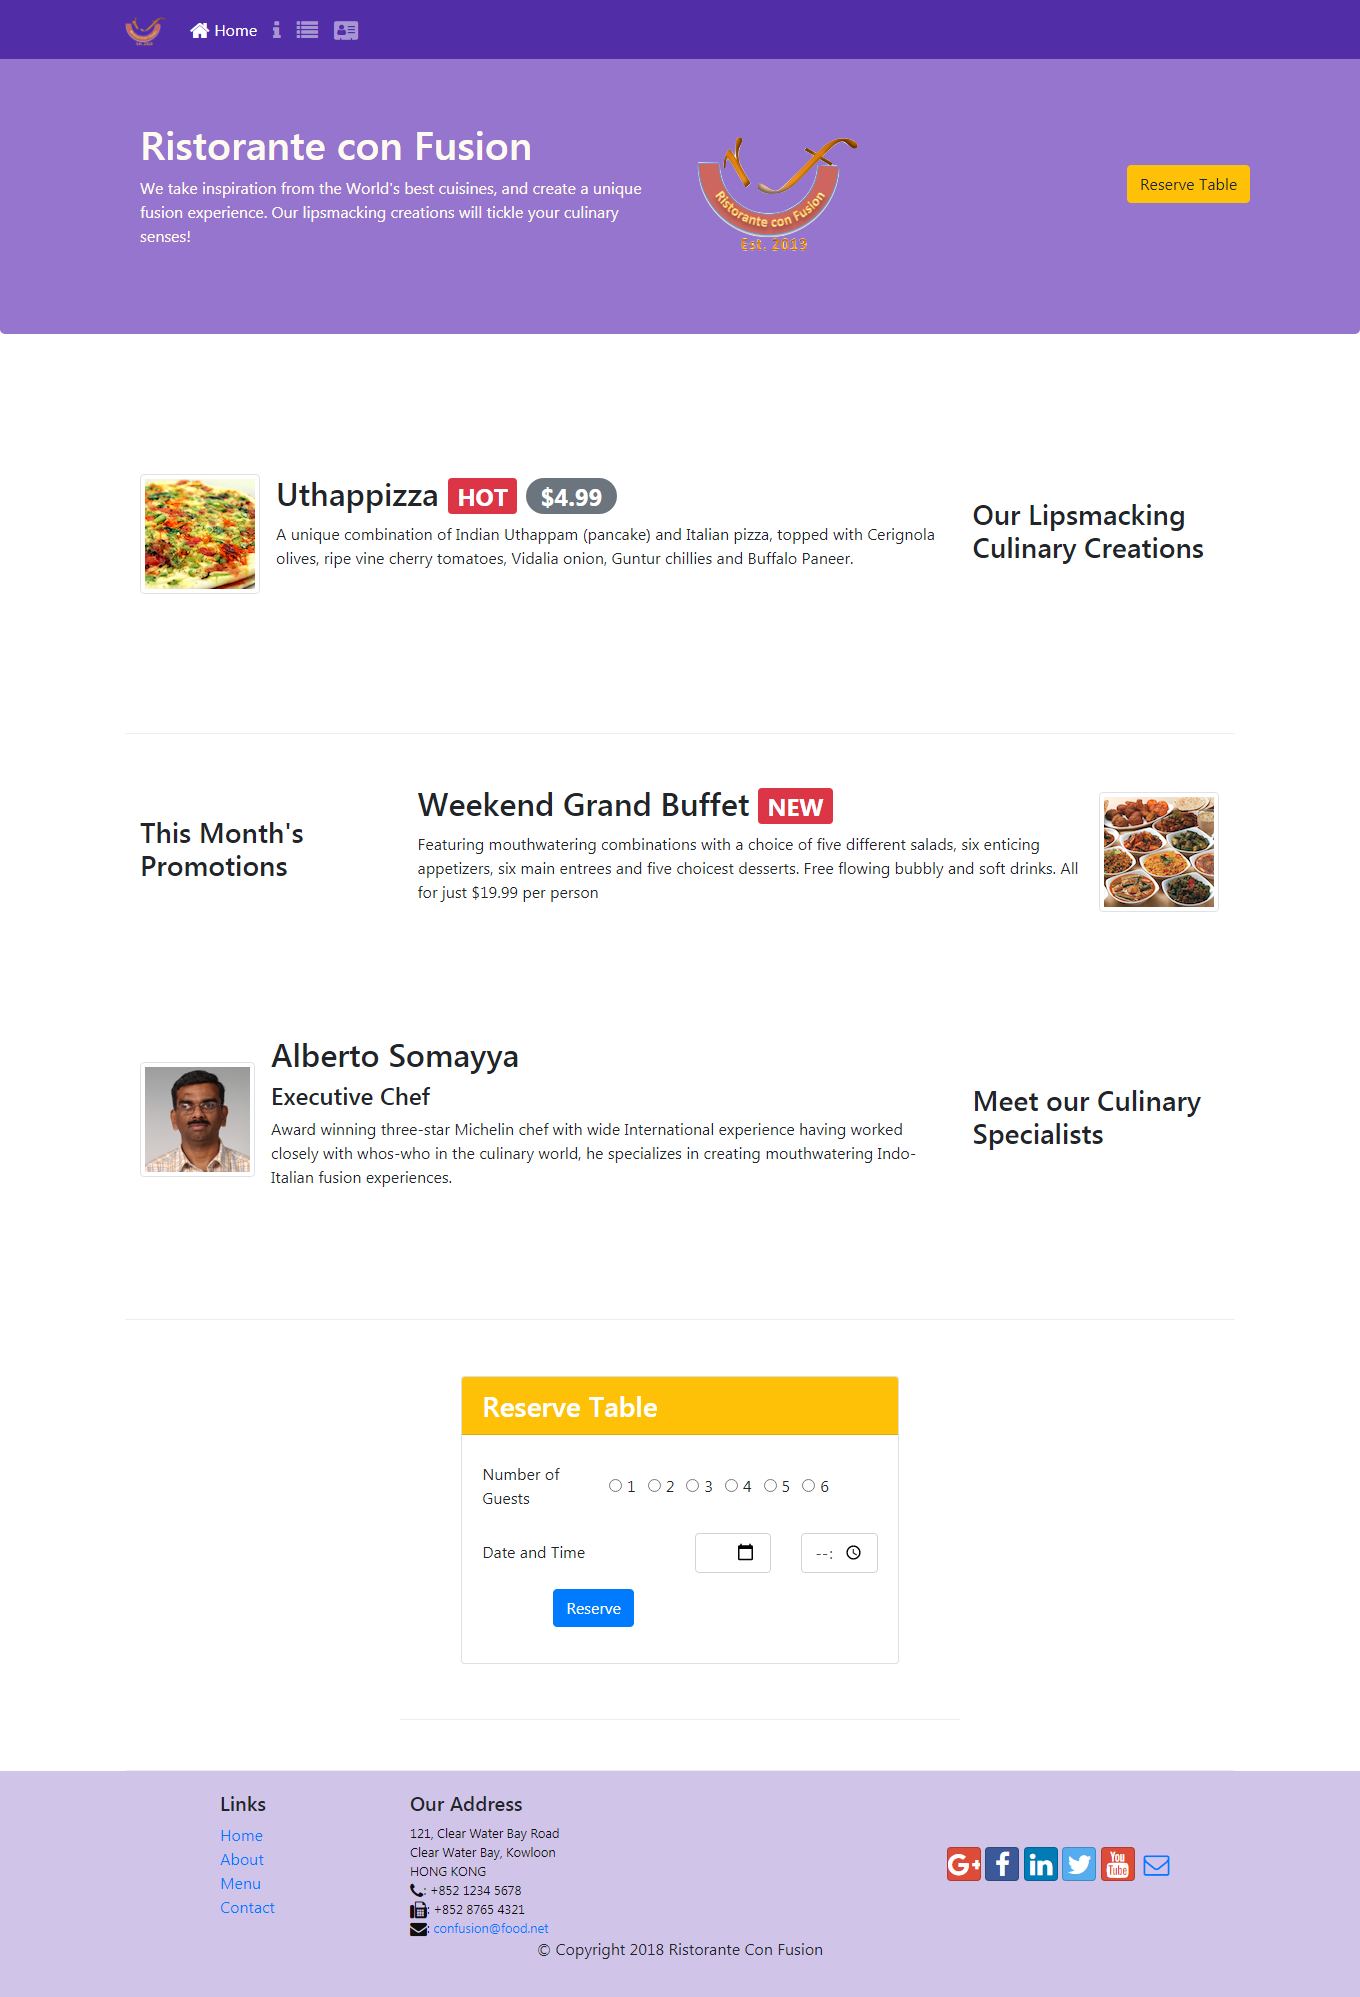 Home
Ristorante con Fusion
We take inspiration from the World's best cuisines, and create a unique
fusion experience. Our lipsmacking creations will tickle your culinary
senses!
Ristorante con Fusion
Est. 2013
Reserve Table
Uthappizza HOT $4.99
A unique combination of Indian Uthappam (pancake) and Italian pizza, topped with Cerignola
olives, ripe vine cherry tomatoes, Vidalia onion, Guntur chillies and Buffalo Paneer.
Our Lipsmacking
Culinary Creations
This Month's
Promotions
Weekend Grand Buffet NEW
Featuring mouthwatering combinations with a choice of five different salads, six enticing
appetizers, six main entrees and five choicest desserts. Free flowing bubbly and soft drinks. All
for just $19.99 per person
Alberto Somayya
Executive Chef
Award winning three-star Michelin chef with wide International experience having worked
closely with whos-who in the culinary world, he specializes in creating mouthwatering Indo-
Italian fusion experiences.
Meet our Culinary
Specialists
Reserve Table
Number of
Guests
1 2 3 4 5 6
Date and Time
--:
Reserve
Links
Home
About
Menu
Contact
Our Address
121, Clear Water Bay Road
Clear Water Bay, Kowloon
HONG KONG
: +852 1234 5678
: +852 8765 4321
: confusion@food.net
G+ f in You Tube
© Copyright 2018 Ristorante Con Fusion